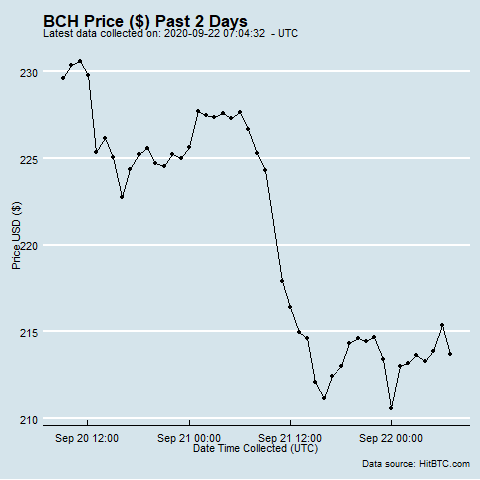 BCH Price ($) Past 2 Days
Latest data collected on: 2020-09-22 07:04:32  - UTC
230
225
220
215
210
Price USD ($)
Sep 20 12:00
Sep 21 00:00
Sep 21 12:00
Sep 22 00:00
Date Time Collected (UTC)
Data source: HitBTC.com